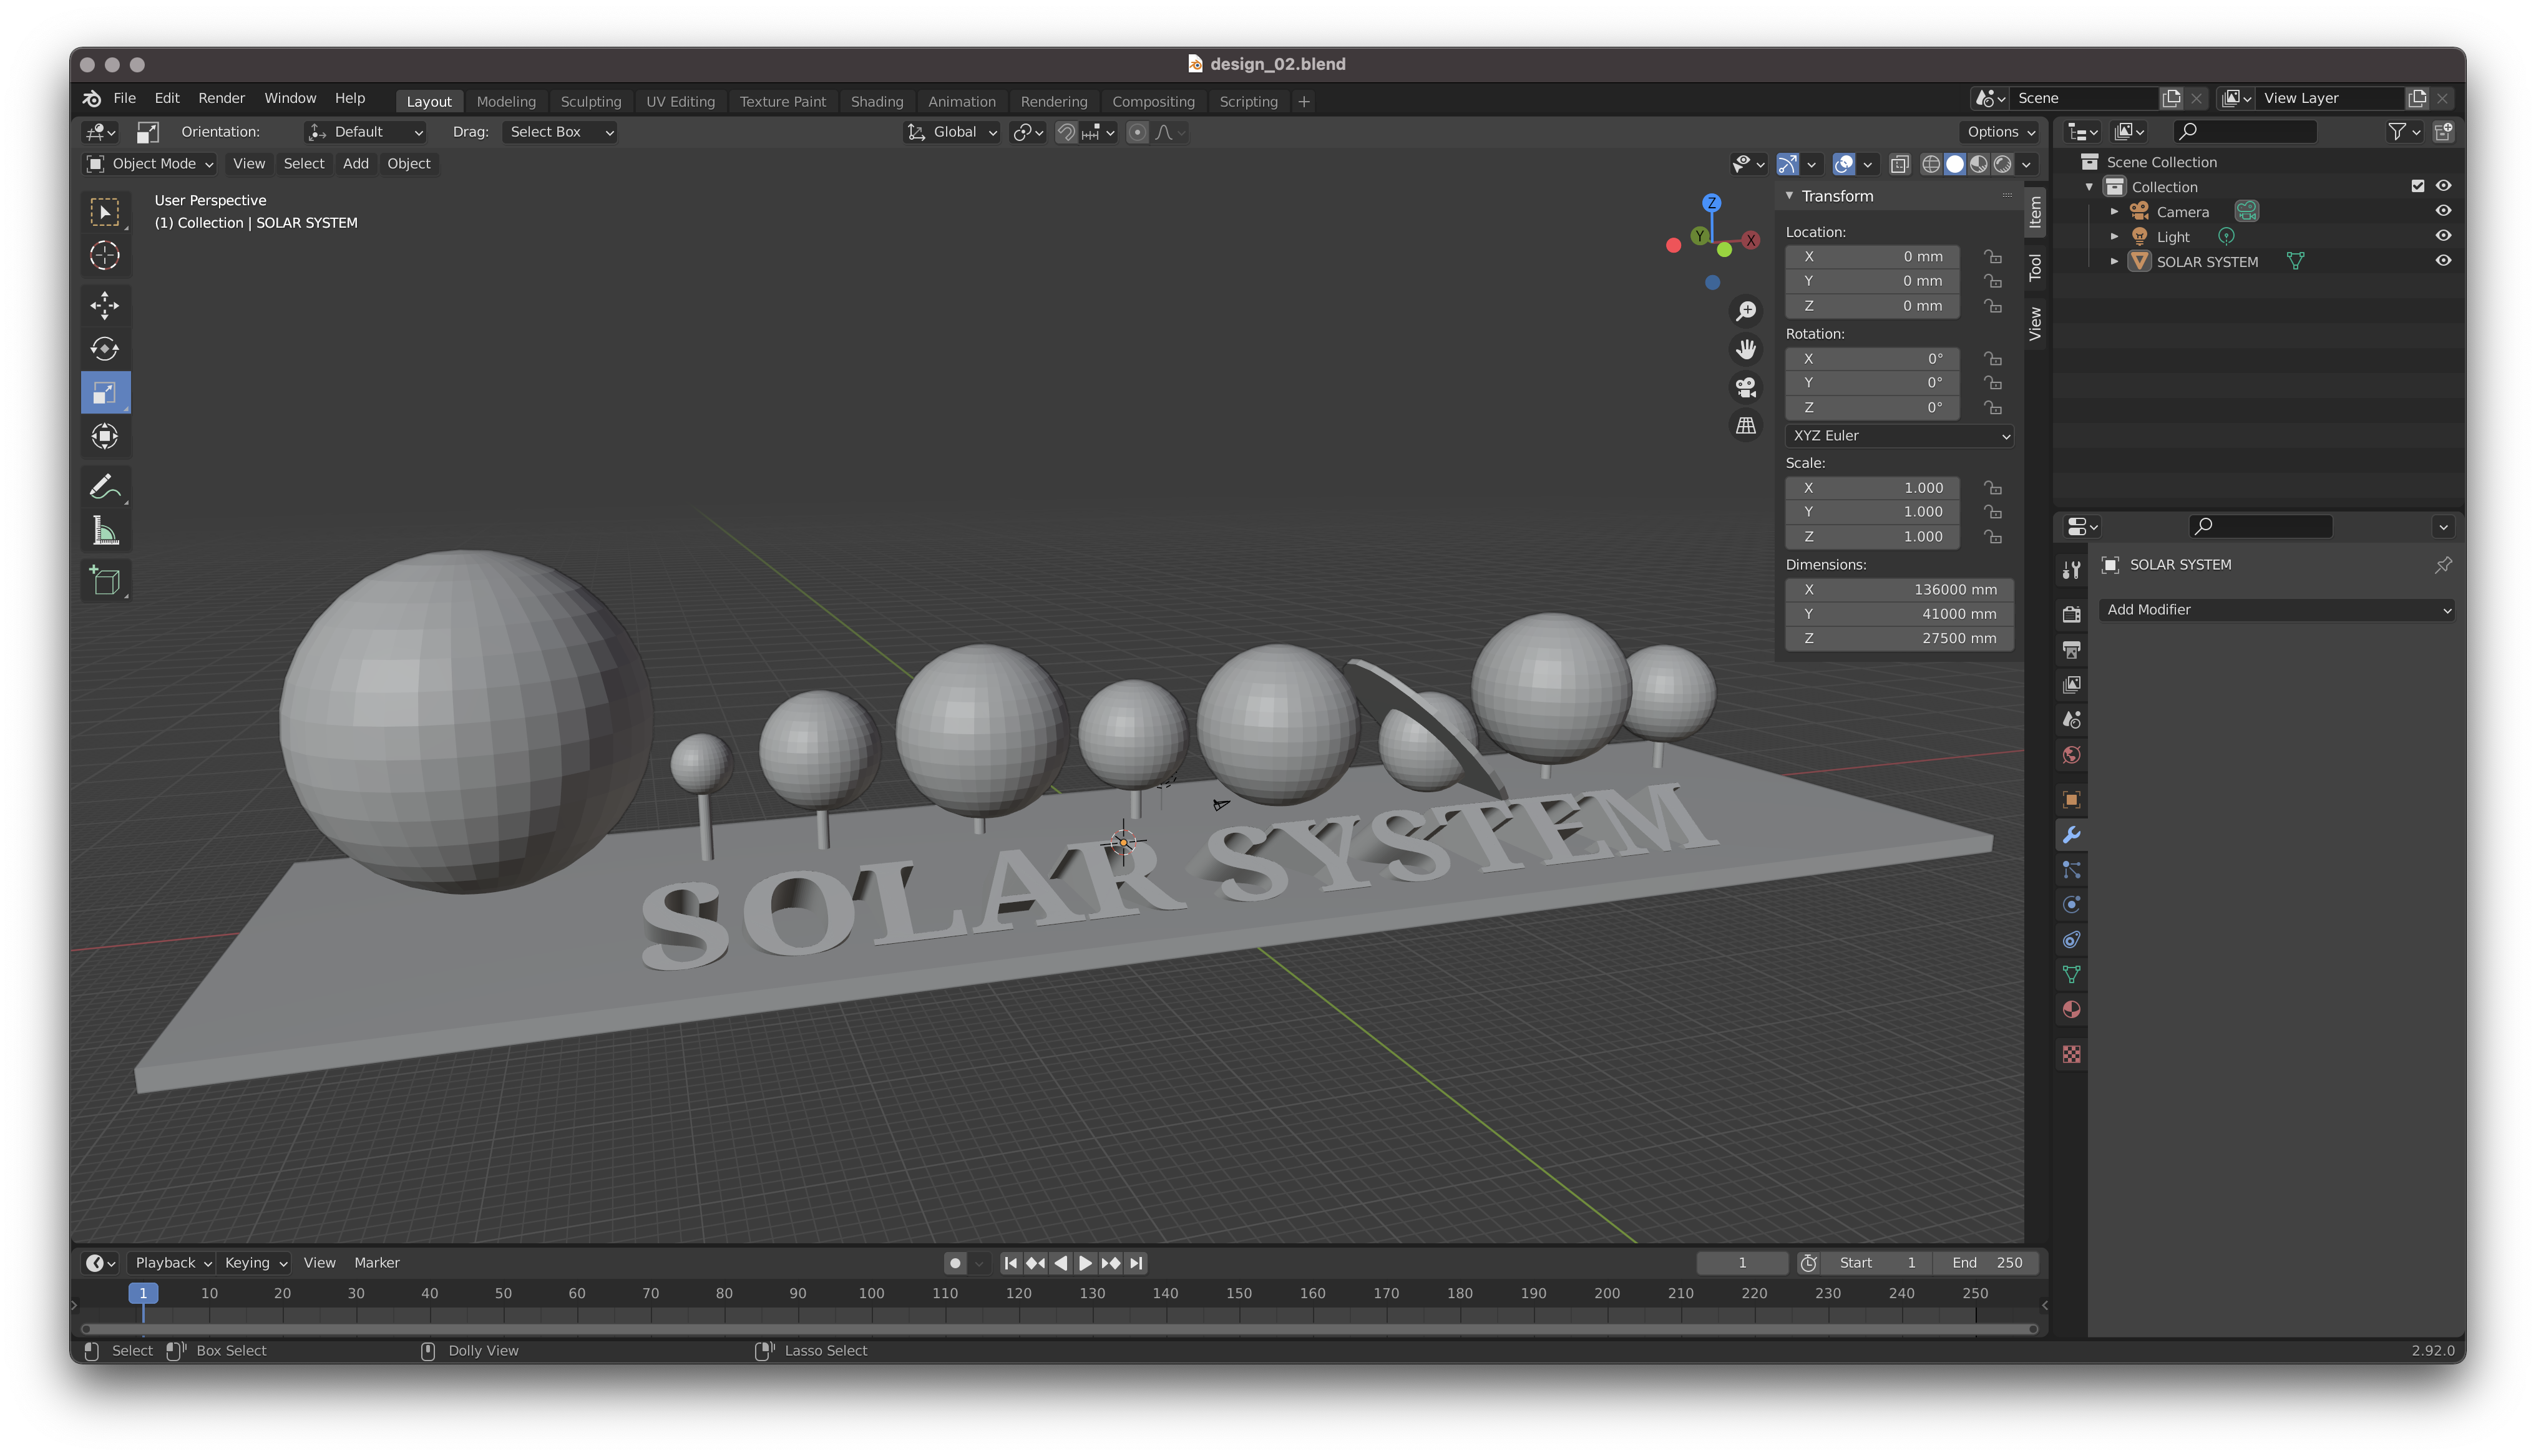 design_02.blend
File Edit Render Window Help Layout Modeling Sculpting UV Editing Texture Paint Shading Animation Rendering Compositing Scripting + Scene View Layer
Orientation: Default Drag: Select Box Global Options
Object Mode View Select Add Object
User Perspective
(1) Collection | SOLAR SYSTEM
Z
Y
X
Transform
Location:
X 0 mm
Y 0 mm
Z 0 mm
Rotation:
X 0°
Y 0°
Z 0°
XYZ Euler
Scale:
X 1.000
Y 1.000
Z 1.000
Dimensions:
X 136000 mm
Y 41000 mm
Z 27500 mm
Item
Tool
View
Scene Collection
Collection
Camera
Light
SOLAR SYSTEM
SOLAR SYSTEM
Add Modifier
SOLAR SYSTEM
Playback Keying View Marker 1 Start 1 End 250
1 10 20 30 40 50 60 70 80 90 100 110 120 130 140 150 160 170 180 190 200 210 220 230 240 250
Select Box Select Dolly View Lasso Select 2.92.0